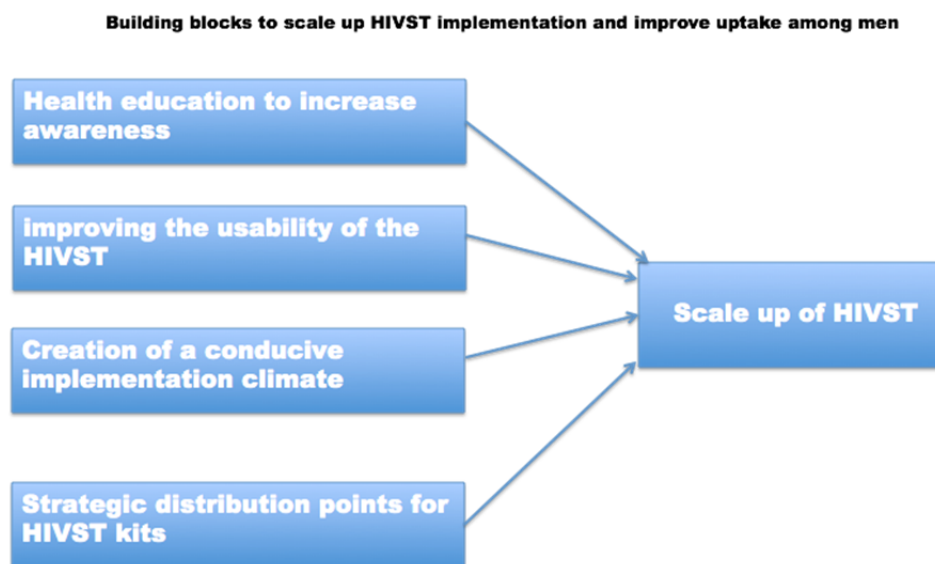 Building blocks to scale up HIVST implementation and improve uptake among men
Health education to increase
awareness
improving the usability of the
HIVST
Creation of a conducive
implementation climate
Strategic distribution points for
HIVST kits
Scale up of HIVST